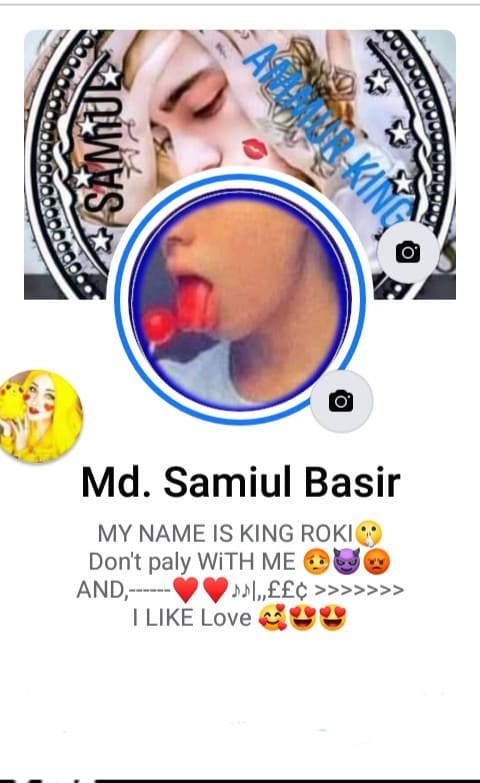 SAMIUL
AMMUR KING
Md. Samiul Basir
MY NAME IS KING ROKI🤫
Don't paly WiTH ME 😟😈😡
AND,------❤️❤️♪♪|,,££¢ >>>>>>>
I LIKE Love 🥰😍😍